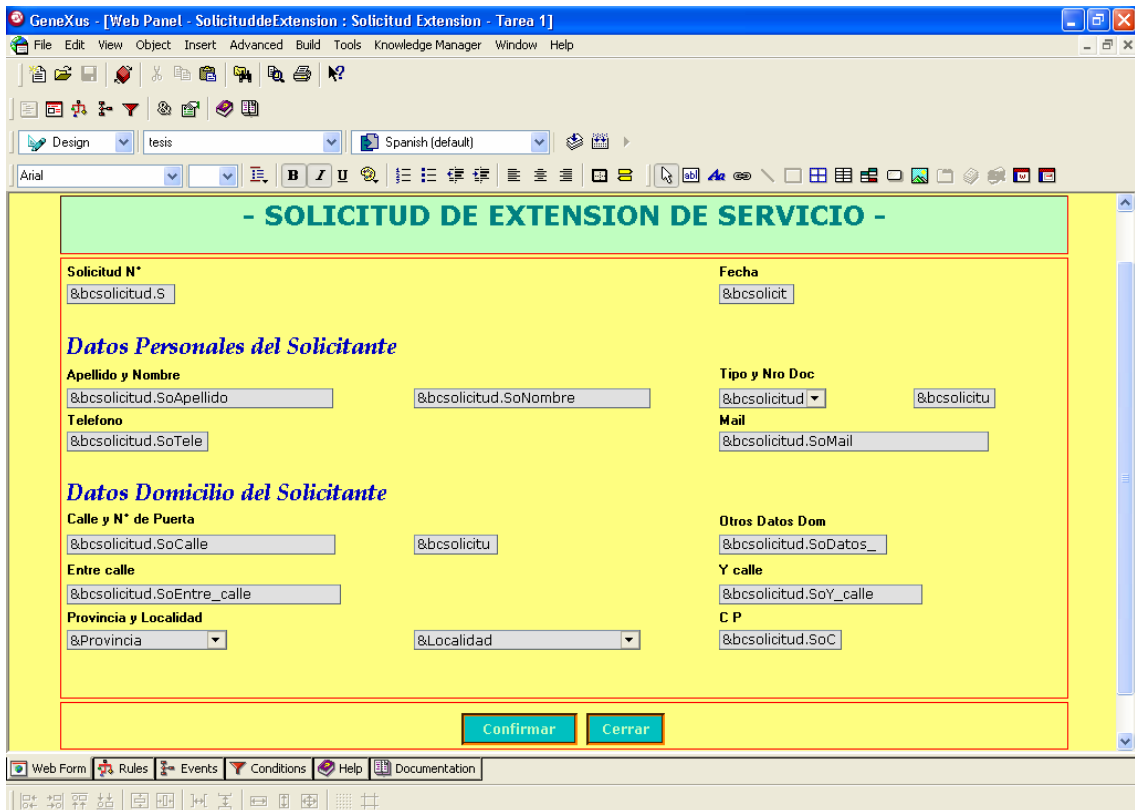 GeneXus - [Web Panel - SolicituddeExtension : Solicitud Extension - Tarea 1]
File Edit View Object Insert Advanced Build Tools Knowledge Manager Window Help
Design tesis Spanish (default)
Arial B I U
- SOLICITUD DE EXTENSION DE SERVICIO -
Solicitud N° Fecha
&bcsolicitud.S &bcsolicit
Datos Personales del Solicitante
Apellido y Nombre Tipo y Nro Doc
&bcsolicitud.SoApellido &bcsolicitud.SoNombre &bcsolicitud &bcsolicitu
Telefono Mail
&bcsolicitud.SoTele &bcsolicitud.SoMail
Datos Domicilio del Solicitante
Calle y N° de Puerta Otros Datos Dom
&bcsolicitud.SoCalle &bcsolicitu &bcsolicitud.SoDatos_
Entre calle Y calle
&bcsolicitud.SoEntre_calle &bcsolicitud.SoY_calle
Provincia y Localidad C P
&Provincia &Localidad &bcsolicitud.SoC
Confirmar Cerrar
Web Form Rules Events Conditions Help Documentation